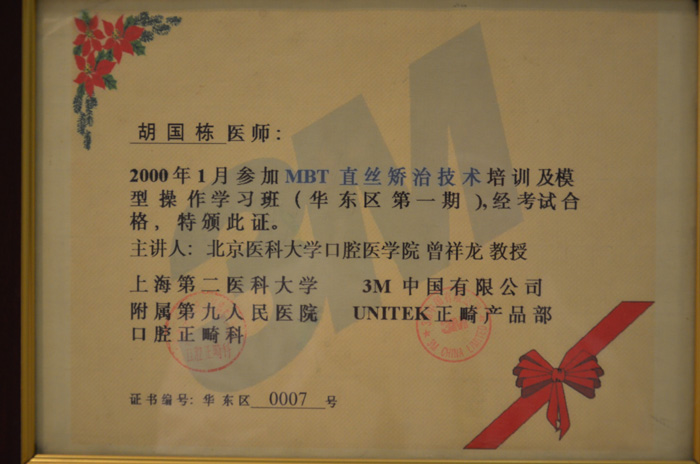 胡国栋医师:
2000年1月参加MBT直丝矫治技术培训及模
型操作学习班(华东区第一期),经考试合
格,特颁此证。
主讲人:北京医科大学口腔医学院 曾祥龙 教授
上海第二医科大学 3M 中国有限公司
附属第九人民医院 UNITEK正畸产品部
口腔正畸科
证书编号:华东区 0007 号
3M